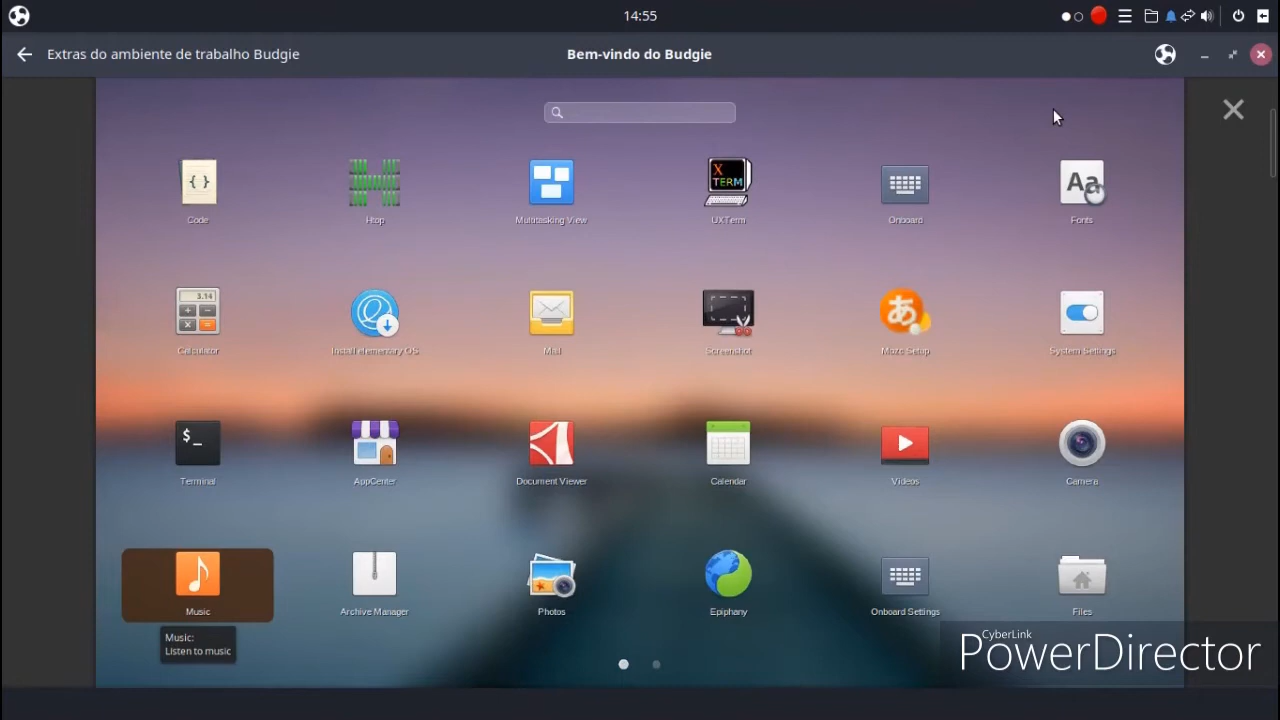 14:55
Extras do ambiente de trabalho Budgie
Bem-vindo do Budgie
{ }
X
TERM
Aa
Code
Htop
Multitasking View
UXTerm
Onboard
Fonts
3.14
あ
Calculator
Install elementary OS
Mail
Screenshot
Mozc Setup
System Settings
$_
Terminal
AppCenter
Document Viewer
Calendar
Videos
Camera
Music
Archive Manager
Photos
Epiphany
Onboard Settings
Files
Music:
Listen to music
CyberLink
PowerDirector